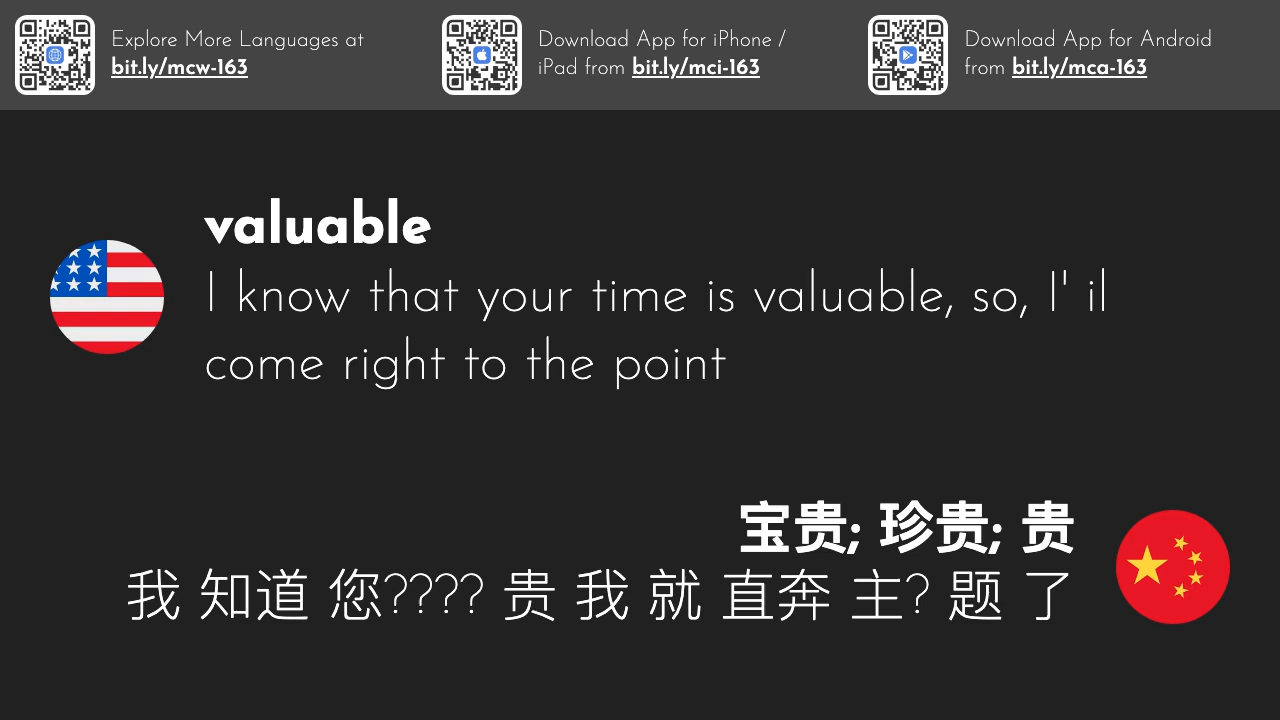 Explore More Languages at
bit.ly/mcw-163
Download App for iPhone /
iPad from bit.ly/mci-163
Download App for Android
from bit.ly/mca-163
valuable
I know that your time is valuable, so, I' il
come right to the point
宝贵; 珍贵; 贵
我 知道 您???? 贵 我 就 直奔 主? 题 了